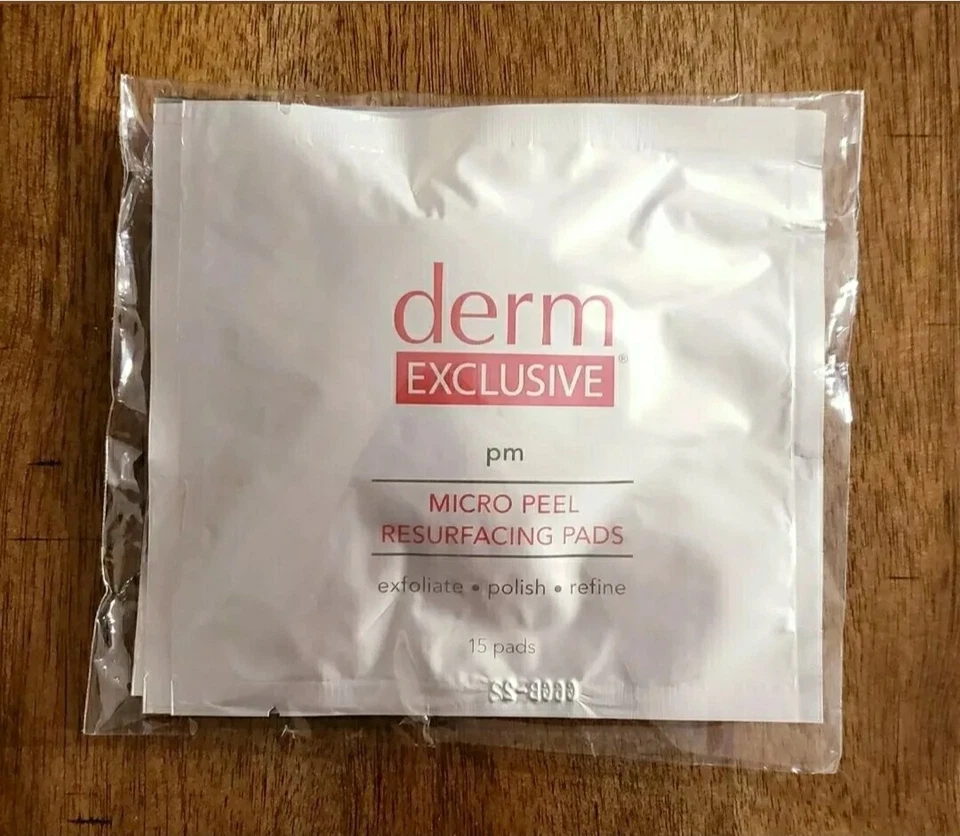 derm
EXCLUSIVE®
pm
MICRO PEEL
RESURFACING PADS
exfoliate • polish • refine
15 pads